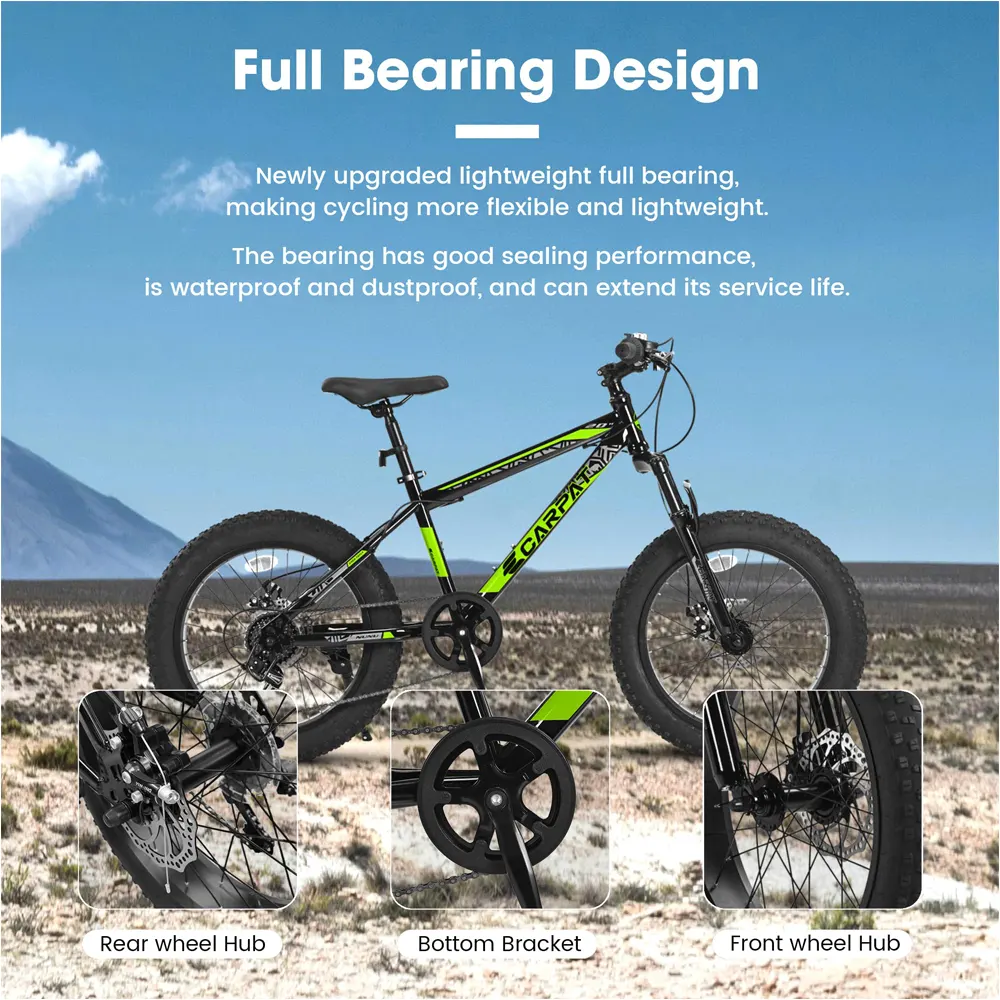 Full Bearing Design
Newly upgraded lightweight full bearing,
making cycling more flexible and lightweight.
The bearing has good sealing performance,
is waterproof and dustproof, and can extend its service life.
20
CARPAT
Rear wheel Hub
Bottom Bracket
Front wheel Hub